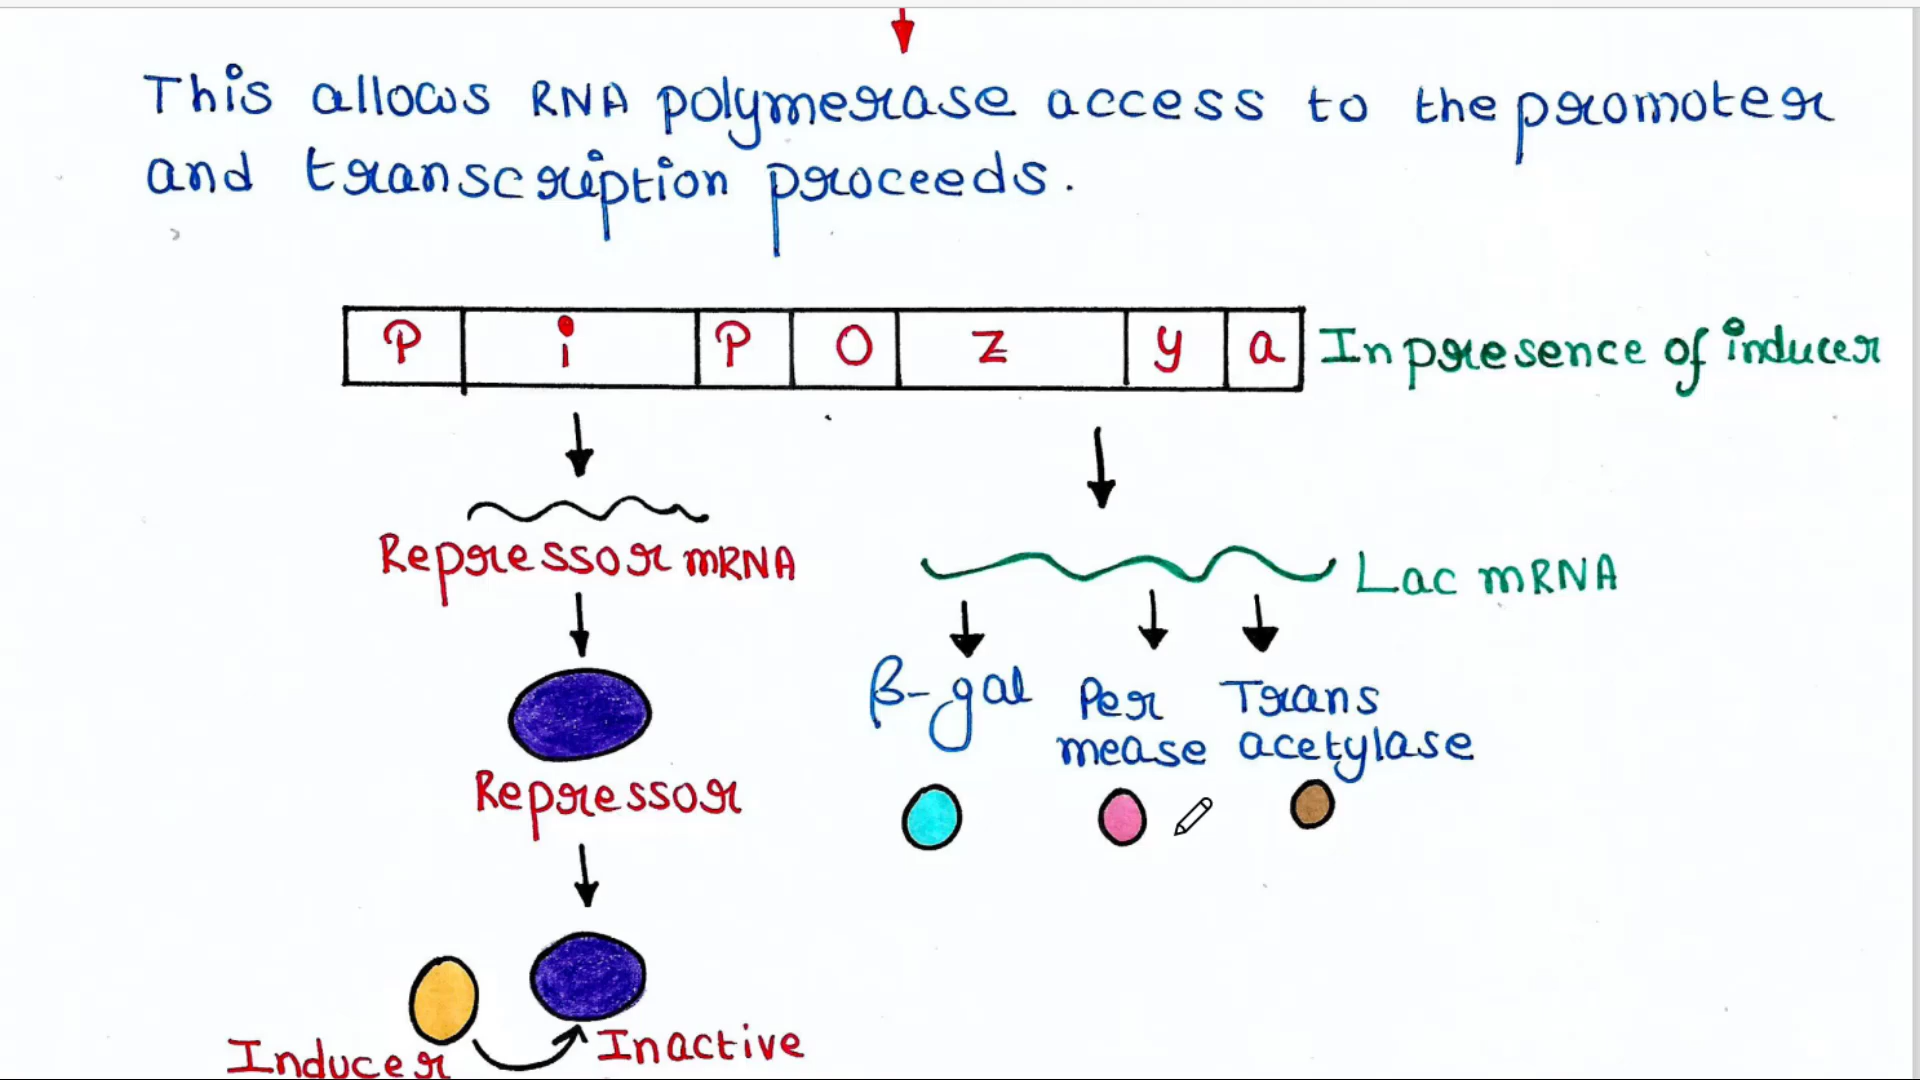 This allows RNA polymerase access to the promoter
and transcription proceeds.
P i P O z y a In presence of inducer
Repressor mRNA
Lac mRNA
β-gal Per Trans
mease acetylase
Repressor
Inducer Inactive